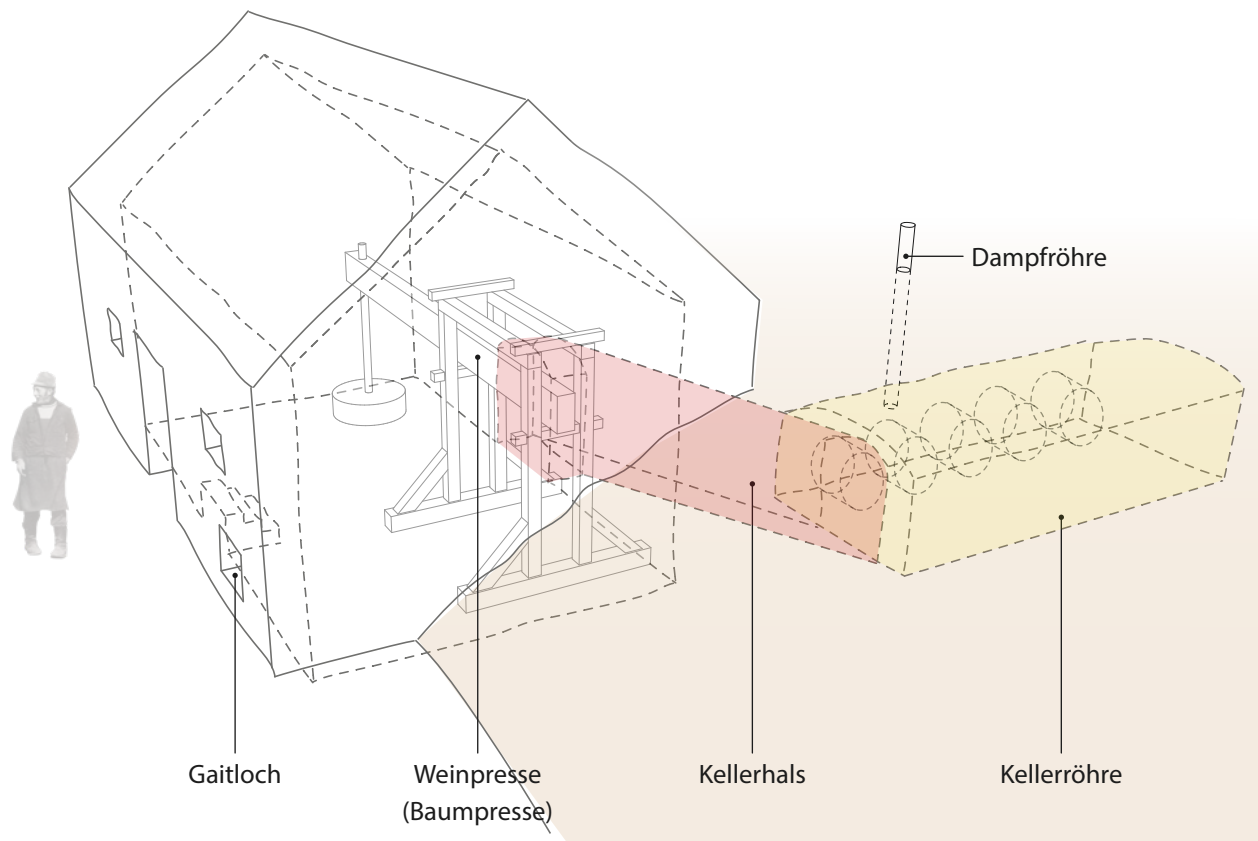 Dampfröhre
Gaitloch
Weinpresse
(Baumpresse)
Kellerhals
Kellerröhre